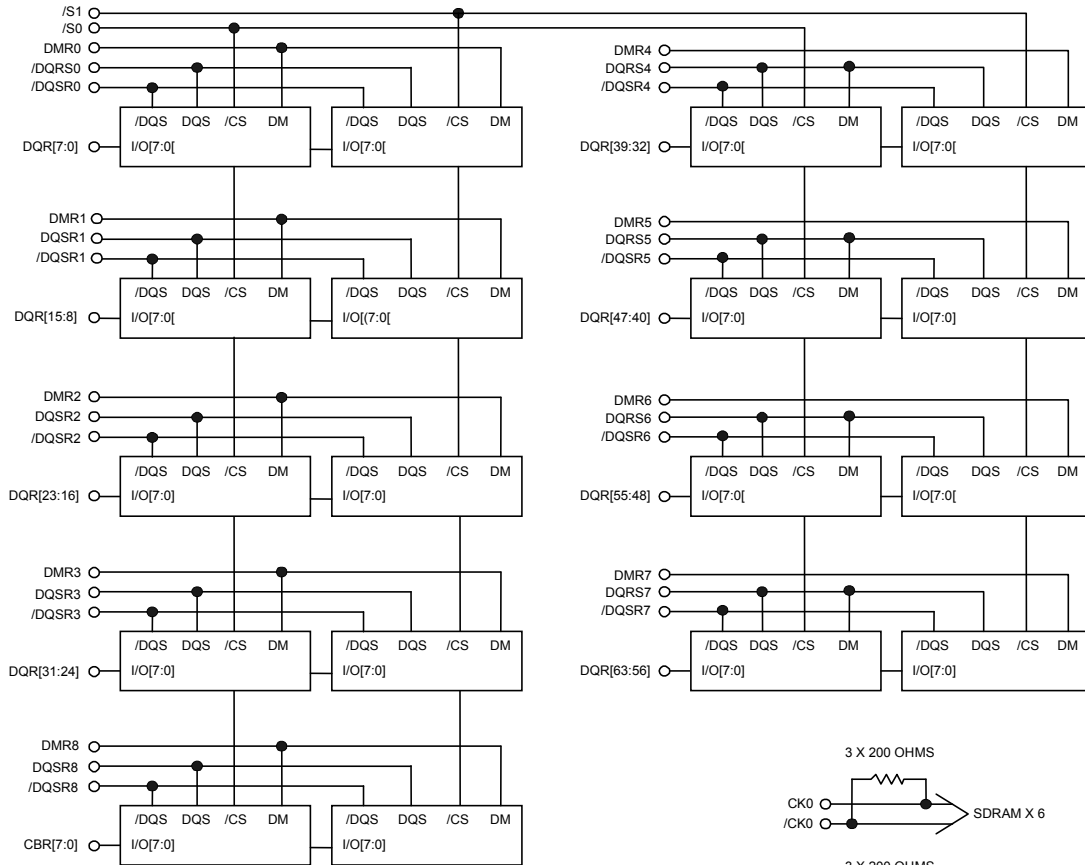 /S1
/S0
DMR0
/DQRS0
/DQSR0
/DQS DQS /CS DM
/DQS DQS /CS DM
DQR[7:0]
I/O[7:0[
I/O[7:0[
DMR4
DQRS4
/DQSR4
/DQS DQS /CS DM
/DQS DQS /CS DM
DQR[39:32]
I/O[7:0[
I/O[7:0[
DMR1
DQSR1
/DQSR1
/DQS DQS /CS DM
/DQS DQS /CS DM
DQR[15:8]
I/O[7:0[
I/O[(7:0[
DMR5
DQRS5
/DQSR5
/DQS DQS /CS DM
/DQS DQS /CS DM
DQR[47:40]
I/O[7:0]
I/O[7:0]
DMR2
DQSR2
/DQSR2
/DQS DQS /CS DM
/DQS DQS /CS DM
DQR[23:16]
I/O[7:0]
I/O[7:0]
DMR6
DQRS6
/DQSR6
/DQS DQS /CS DM
/DQS DQS /CS DM
DQR[55:48]
I/O[7:0[
I/O[7:0[
DMR3
DQSR3
/DQSR3
/DQS DQS /CS DM
/DQS DQS /CS DM
DQR[31:24]
I/O[7:0]
I/O[7:0]
DMR7
DQRS7
/DQSR7
/DQS DQS /CS DM
/DQS DQS /CS DM
DQR[63:56]
I/O[7:0]
I/O[7:0]
DMR8
DQSR8
/DQSR8
/DQS DQS /CS DM
/DQS DQS /CS DM
CBR[7:0]
I/O[7:0]
I/O[7:0]
3 X 200 OHMS
CK0
/CK0
SDRAM X 6
3 X 200 OHMS